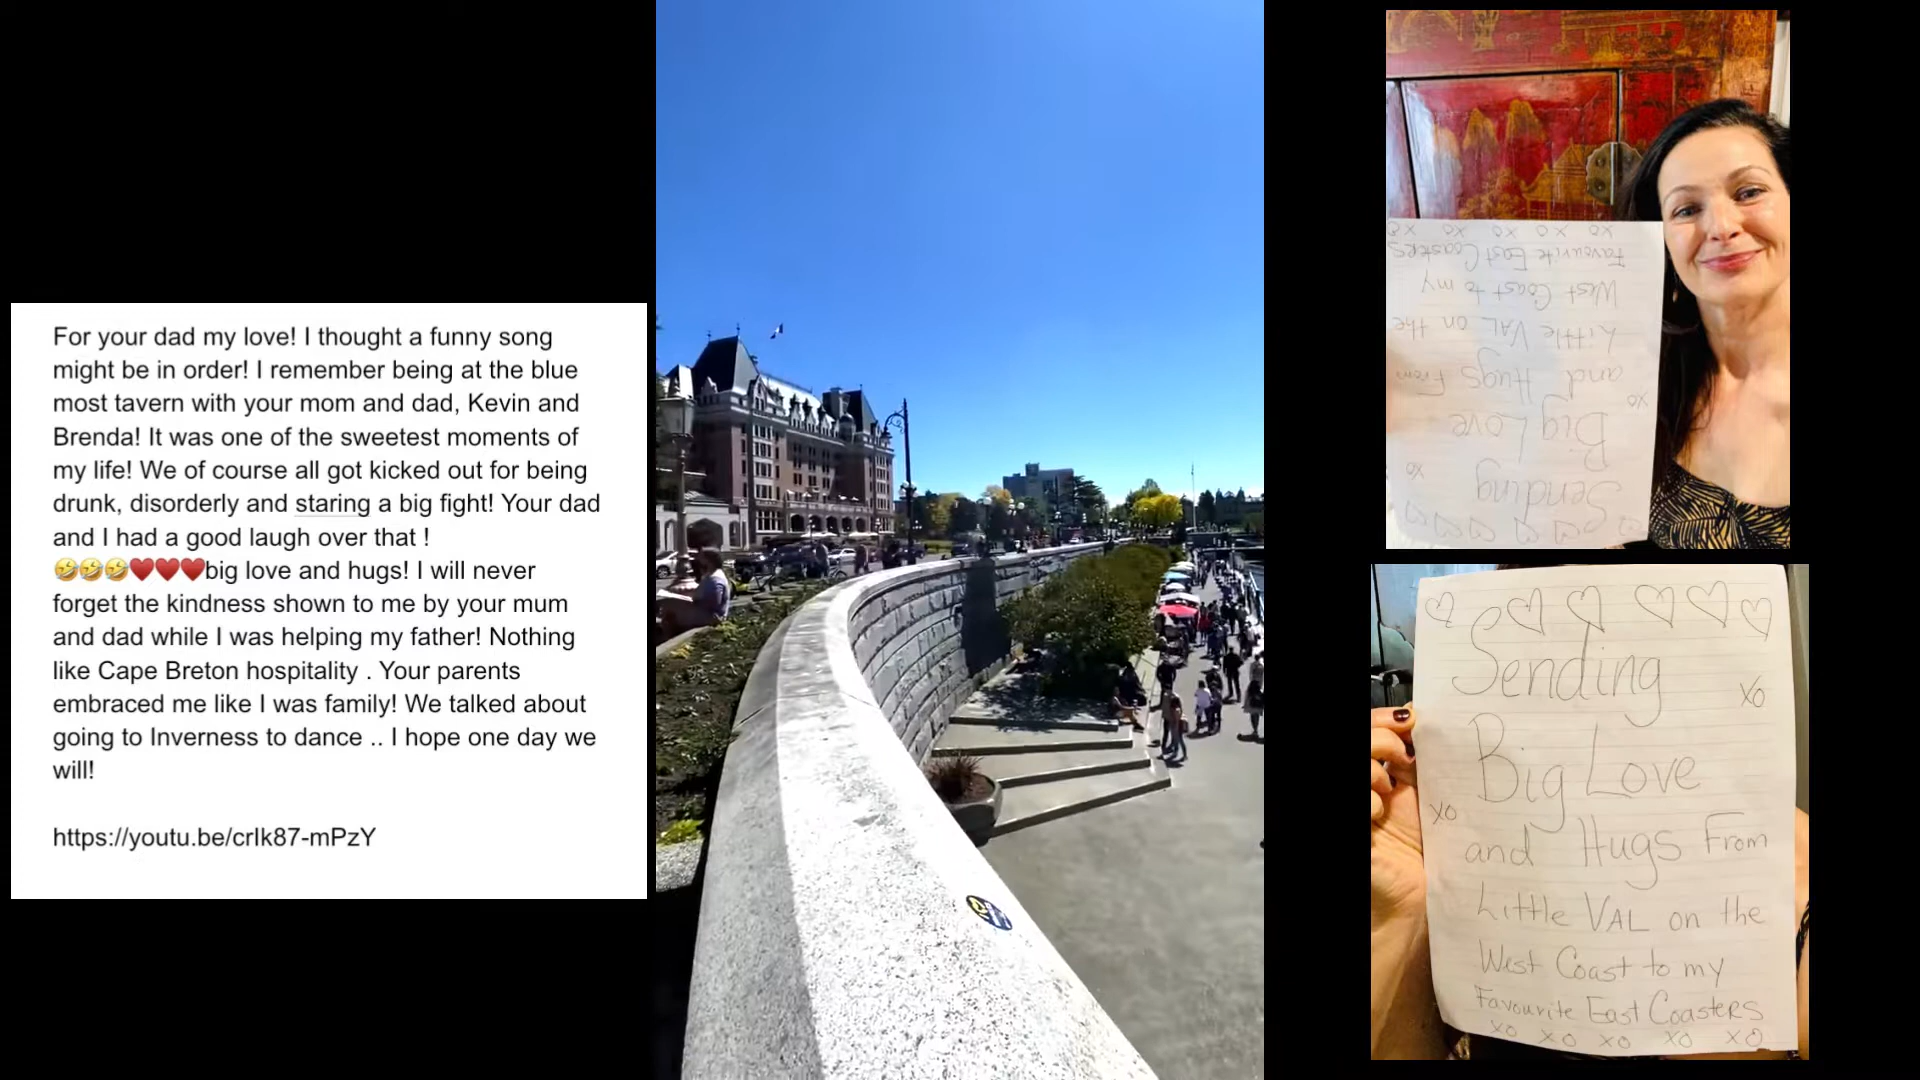 For your dad my love! I thought a funny song
might be in order! I remember being at the blue
most tavern with your mom and dad, Kevin and
Brenda! It was one of the sweetest moments of
my life! We of course all got kicked out for being
drunk, disorderly and staring a big fight! Your dad
and I had a good laugh over that !
🤣🤣🤣❤️❤️❤️big love and hugs! I will never
forget the kindness shown to me by your mum
and dad while I was helping my father! Nothing
like Cape Breton hospitality . Your parents
embraced me like I was family! We talked about
going to Inverness to dance .. I hope one day we
will!
https://youtu.be/crlk87-mPzY
XO XO XO XO XO
Favourite East Coasters
West Coast to my
Little VAL on the
and Hugs From
XO
Big Love
XO
Sending
Sending
XO
Big Love
XO
and Hugs From
Little VAL on the
West Coast to my
Favourite East Coasters
XO XO XO XO XO